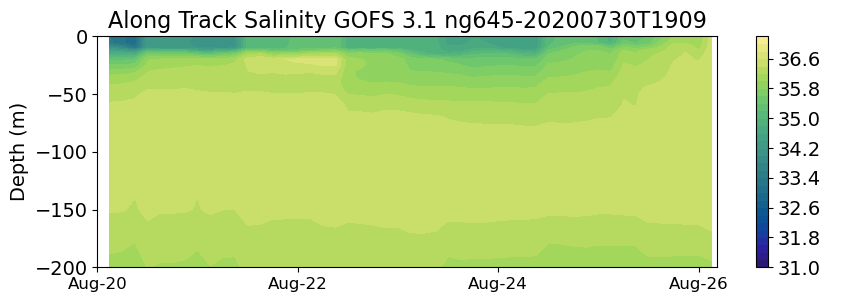 Along Track Salinity GOFS 3.1 ng645-20200730T1909
Depth (m)
0
−50
−100
−150
−200
Aug-20
Aug-22
Aug-24
Aug-26
36.6
35.8
35.0
34.2
33.4
32.6
31.8
31.0